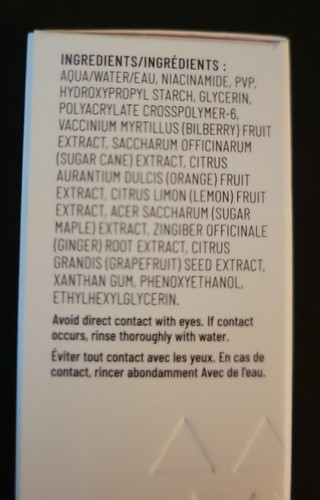 INGREDIENTS/INGRÉDIENTS :
AQUA/WATER/EAU, NIACINAMIDE, PVP,
HYDROXYPROPYL STARCH, GLYCERIN,
POLYACRYLATE CROSSPOLYMER-6,
VACCINIUM MYRTILLUS (BILBERRY) FRUIT
EXTRACT, SACCHARUM OFFICINARUM
(SUGAR CANE) EXTRACT, CITRUS
AURANTIUM DULCIS (ORANGE) FRUIT
EXTRACT, CITRUS LIMON (LEMON) FRUIT
EXTRACT, ACER SACCHARUM (SUGAR
MAPLE) EXTRACT, ZINGIBER OFFICINALE
(GINGER) ROOT EXTRACT, CITRUS
GRANDIS (GRAPEFRUIT) SEED EXTRACT,
XANTHAN GUM, PHENOXYETHANOL,
ETHYLHEXYLGLYCERIN.
Avoid direct contact with eyes. If contact
occurs, rinse thoroughly with water.
Éviter tout contact avec les yeux. En cas de
contact, rincer abondamment Avec de l'eau.